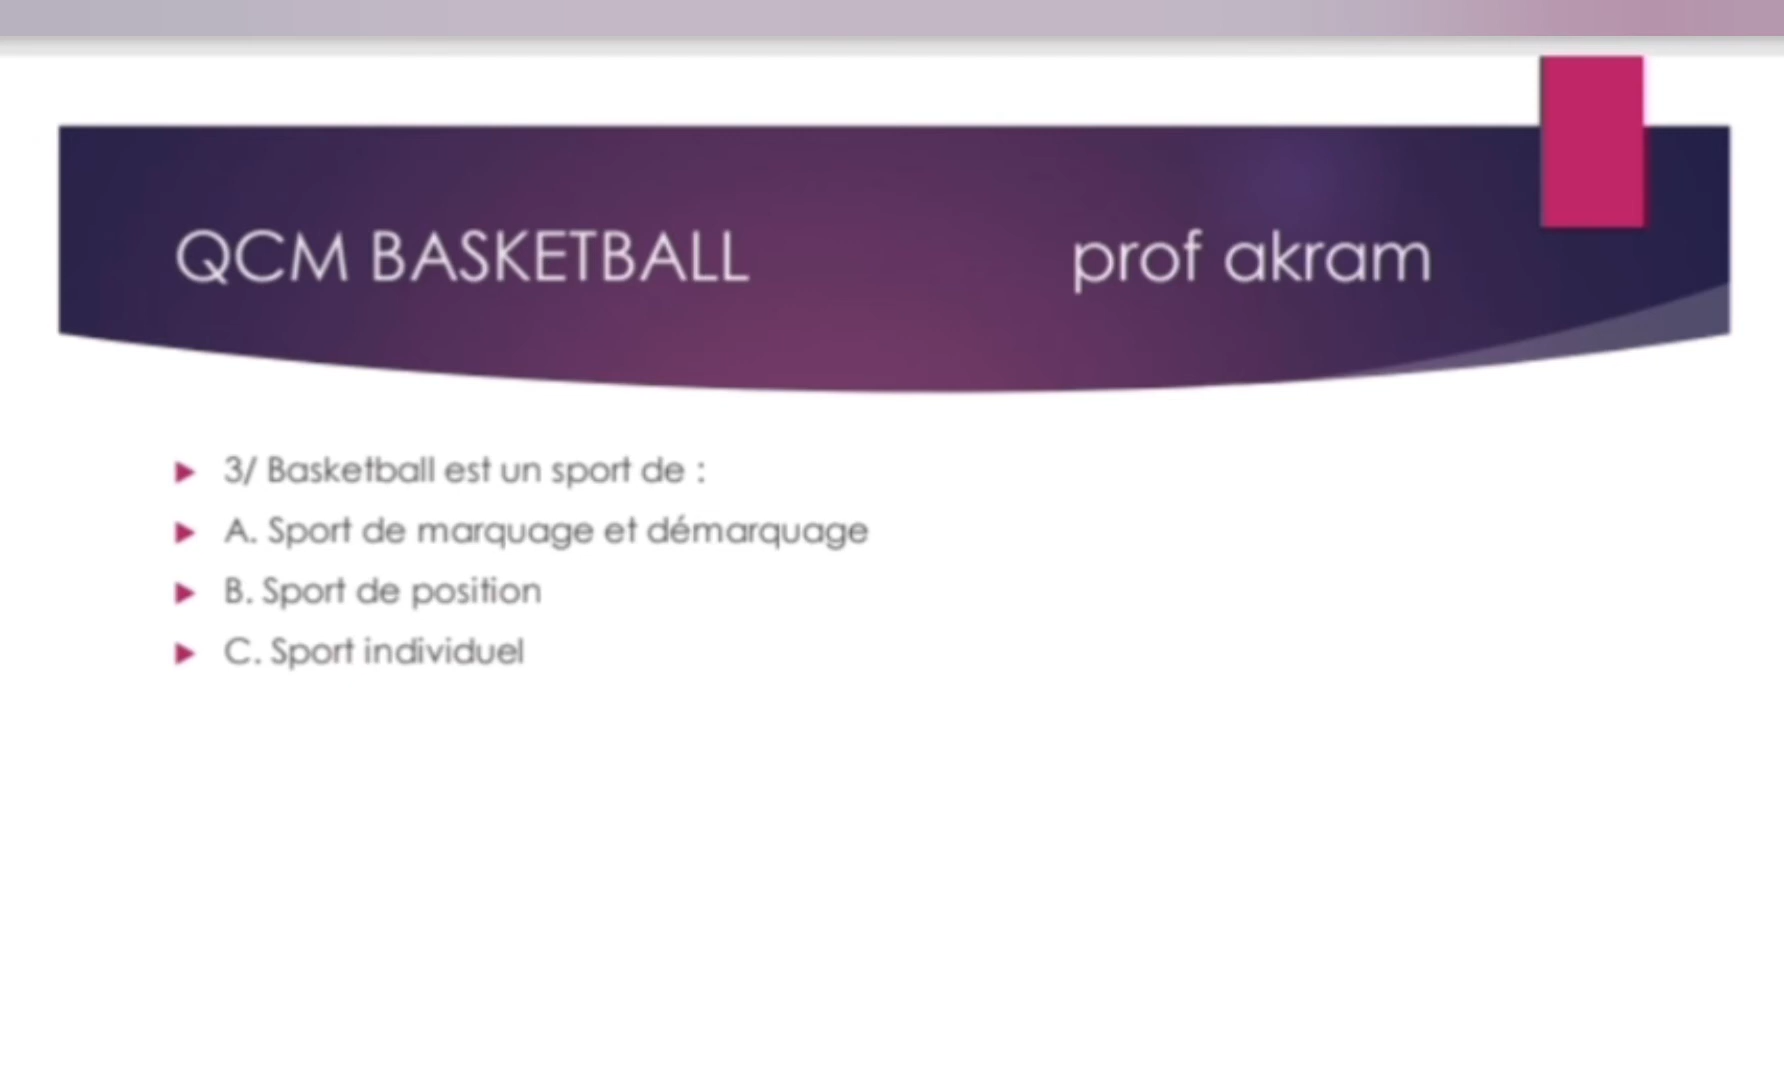 QCM BASKETBALL prof akram
3/ Basketball est un sport de :
A. Sport de marquage et démarquage
B. Sport de position
C. Sport individuel